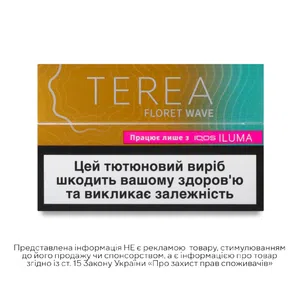 TEREA
FLORET WAVE
Працює лише з IQOS ILUMA
Цей тютюновий виріб
шкодить вашому здоров'ю
та викликає залежність
Представлена інформація НЕ є рекламою товару, стимулюванням
до його продажу чи спонсорством, а є інформацією про товар
згідно із ст. 15 Закону України «Про захист прав споживачів»